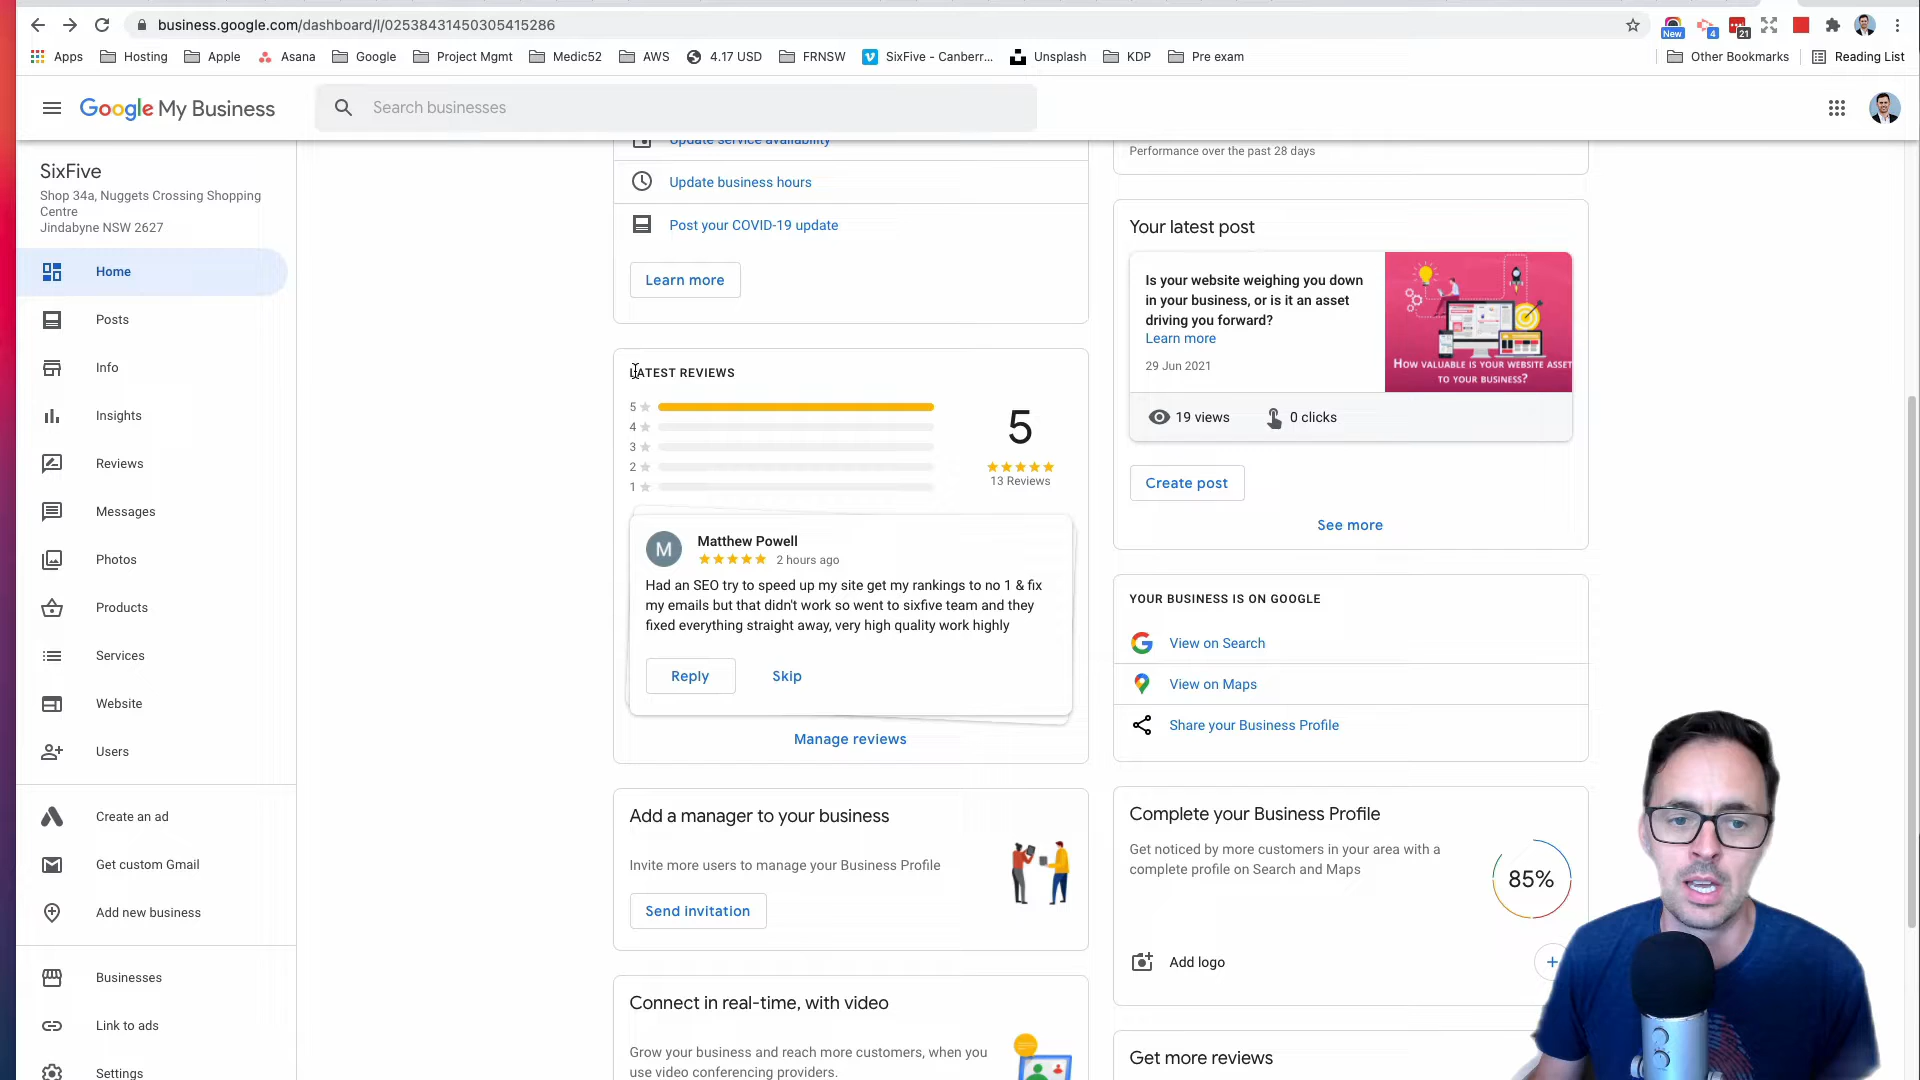 business.google.com/dashboard/l/02538431450305415286
New
4
21
Apps
Hosting
Apple
Asana
Google
Project Mgmt
Medic52
AWS
4.17 USD
FRNSW
SixFive - Canberr...
Unsplash
KDP
Pre exam
Other Bookmarks
Reading List
Google My Business
Search businesses
SixFive
Shop 34a, Nuggets Crossing Shopping
Centre
Jindabyne NSW 2627
Home
Posts
Info
Insights
Reviews
Messages
Photos
Products
Services
Website
Users
Create an ad
Get custom Gmail
Add new business
Businesses
Link to ads
Settings
Update service availability
Update business hours
Post your COVID-19 update
Learn more
LATEST REVIEWS
5
4
3
2
1
5
13 Reviews
M
Matthew Powell
2 hours ago
Had an SEO try to speed up my site get my rankings to no 1 & fix
my emails but that didn't work so went to sixfive team and they
fixed everything straight away, very high quality work highly
Reply
Skip
Manage reviews
Add a manager to your business
Invite more users to manage your Business Profile
Send invitation
Connect in real-time, with video
Grow your business and reach more customers, when you
use video conferencing providers.
Performance over the past 28 days
Your latest post
Is your website weighing you down
in your business, or is it an asset
driving you forward?
Learn more
29 Jun 2021
HOW VALUABLE IS YOUR WEBSITE ASSET
TO YOUR BUSINESS?
19 views
0 clicks
Create post
See more
YOUR BUSINESS IS ON GOOGLE
View on Search
View on Maps
Share your Business Profile
Complete your Business Profile
Get noticed by more customers in your area with a
complete profile on Search and Maps
85%
Add logo
Get more reviews